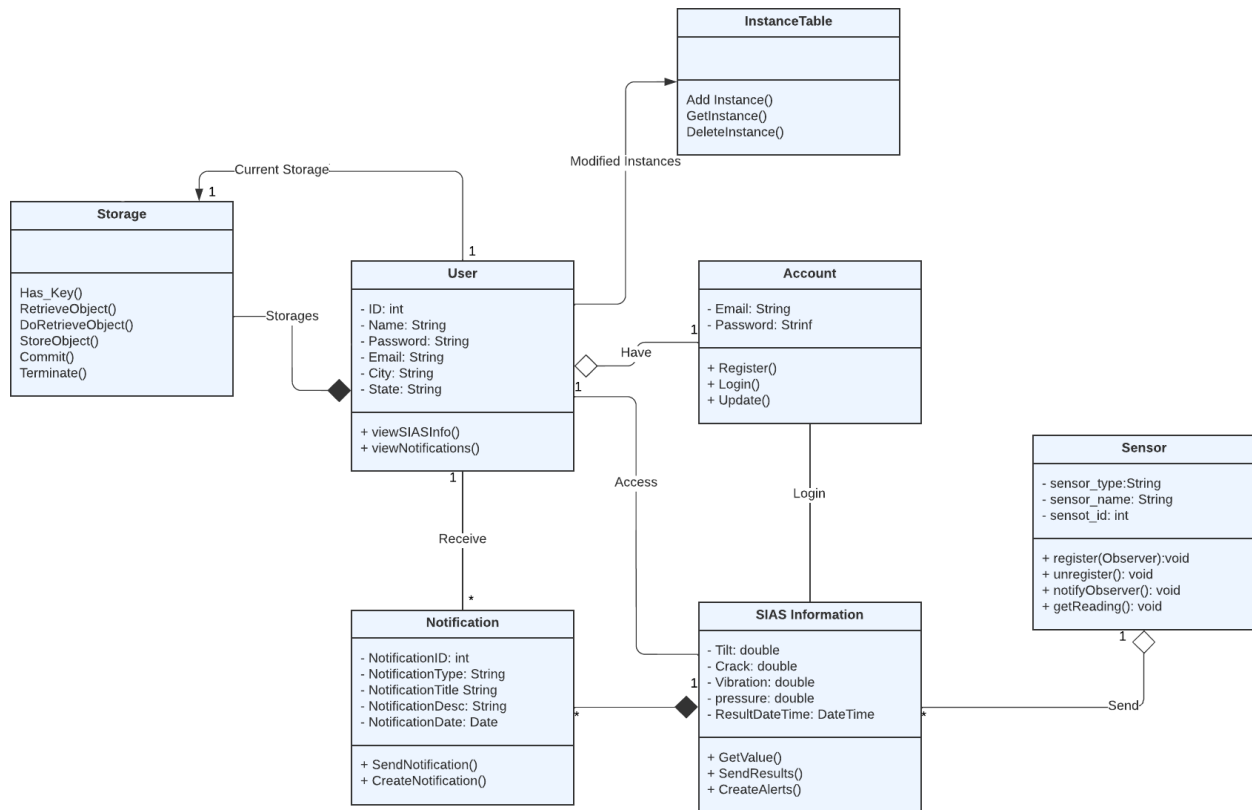 InstanceTable
Add Instance()
GetInstance()
DeleteInstance()
Modified Instances
Current Storage
1
1
Storage
Has_Key()
RetrieveObject()
DoRetrieveObject()
StoreObject()
Commit()
Terminate()
Storages
User
- ID: int
- Name: String
- Password: String
- Email: String
- City: String
- State: String
+ viewSIASInfo()
+ viewNotifications()
1
Have
1
Account
- Email: String
- Password: Strinf
+ Register()
+ Login()
+ Update()
1
Access
Login
Receive
*
Sensor
- sensor_type:String
- sensor_name: String
- sensot_id: int
+ register(Observer):void
+ unregister(): void
+ notifyObserver(): void
+ getReading(): void
1
Send
*
Notification
- NotificationID: int
- NotificationType: String
- NotificationTitle String
- NotificationDesc: String
- NotificationDate: Date
+ SendNotification()
+ CreateNotification()
*
1
SIAS Information
- Tilt: double
- Crack: double
- Vibration: double
- pressure: double
- ResultDateTime: DateTime
+ GetValue()
+ SendResults()
+ CreateAlerts()